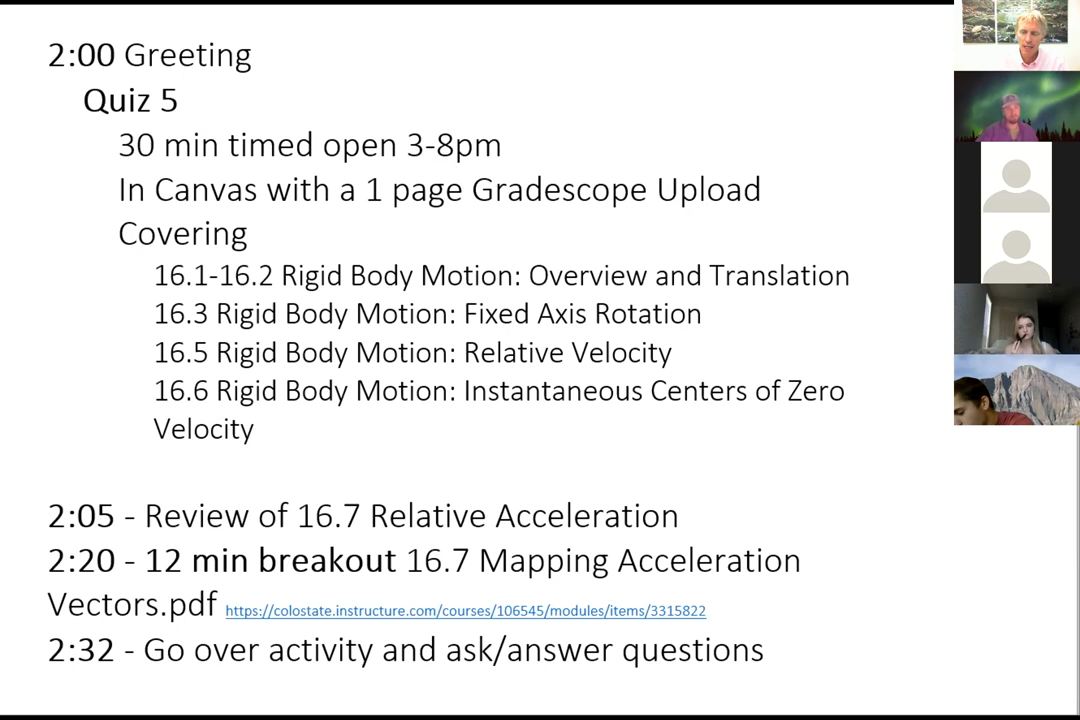 2:00 Greeting
Quiz 5
30 min timed open 3-8pm
In Canvas with a 1 page Gradescope Upload
Covering
16.1-16.2 Rigid Body Motion: Overview and Translation
16.3 Rigid Body Motion: Fixed Axis Rotation
16.5 Rigid Body Motion: Relative Velocity
16.6 Rigid Body Motion: Instantaneous Centers of Zero
Velocity
2:05 - Review of 16.7 Relative Acceleration
2:20 - 12 min breakout 16.7 Mapping Acceleration
Vectors.pdf https://colostate.instructure.com/courses/106545/modules/items/3315822
2:32 - Go over activity and ask/answer questions